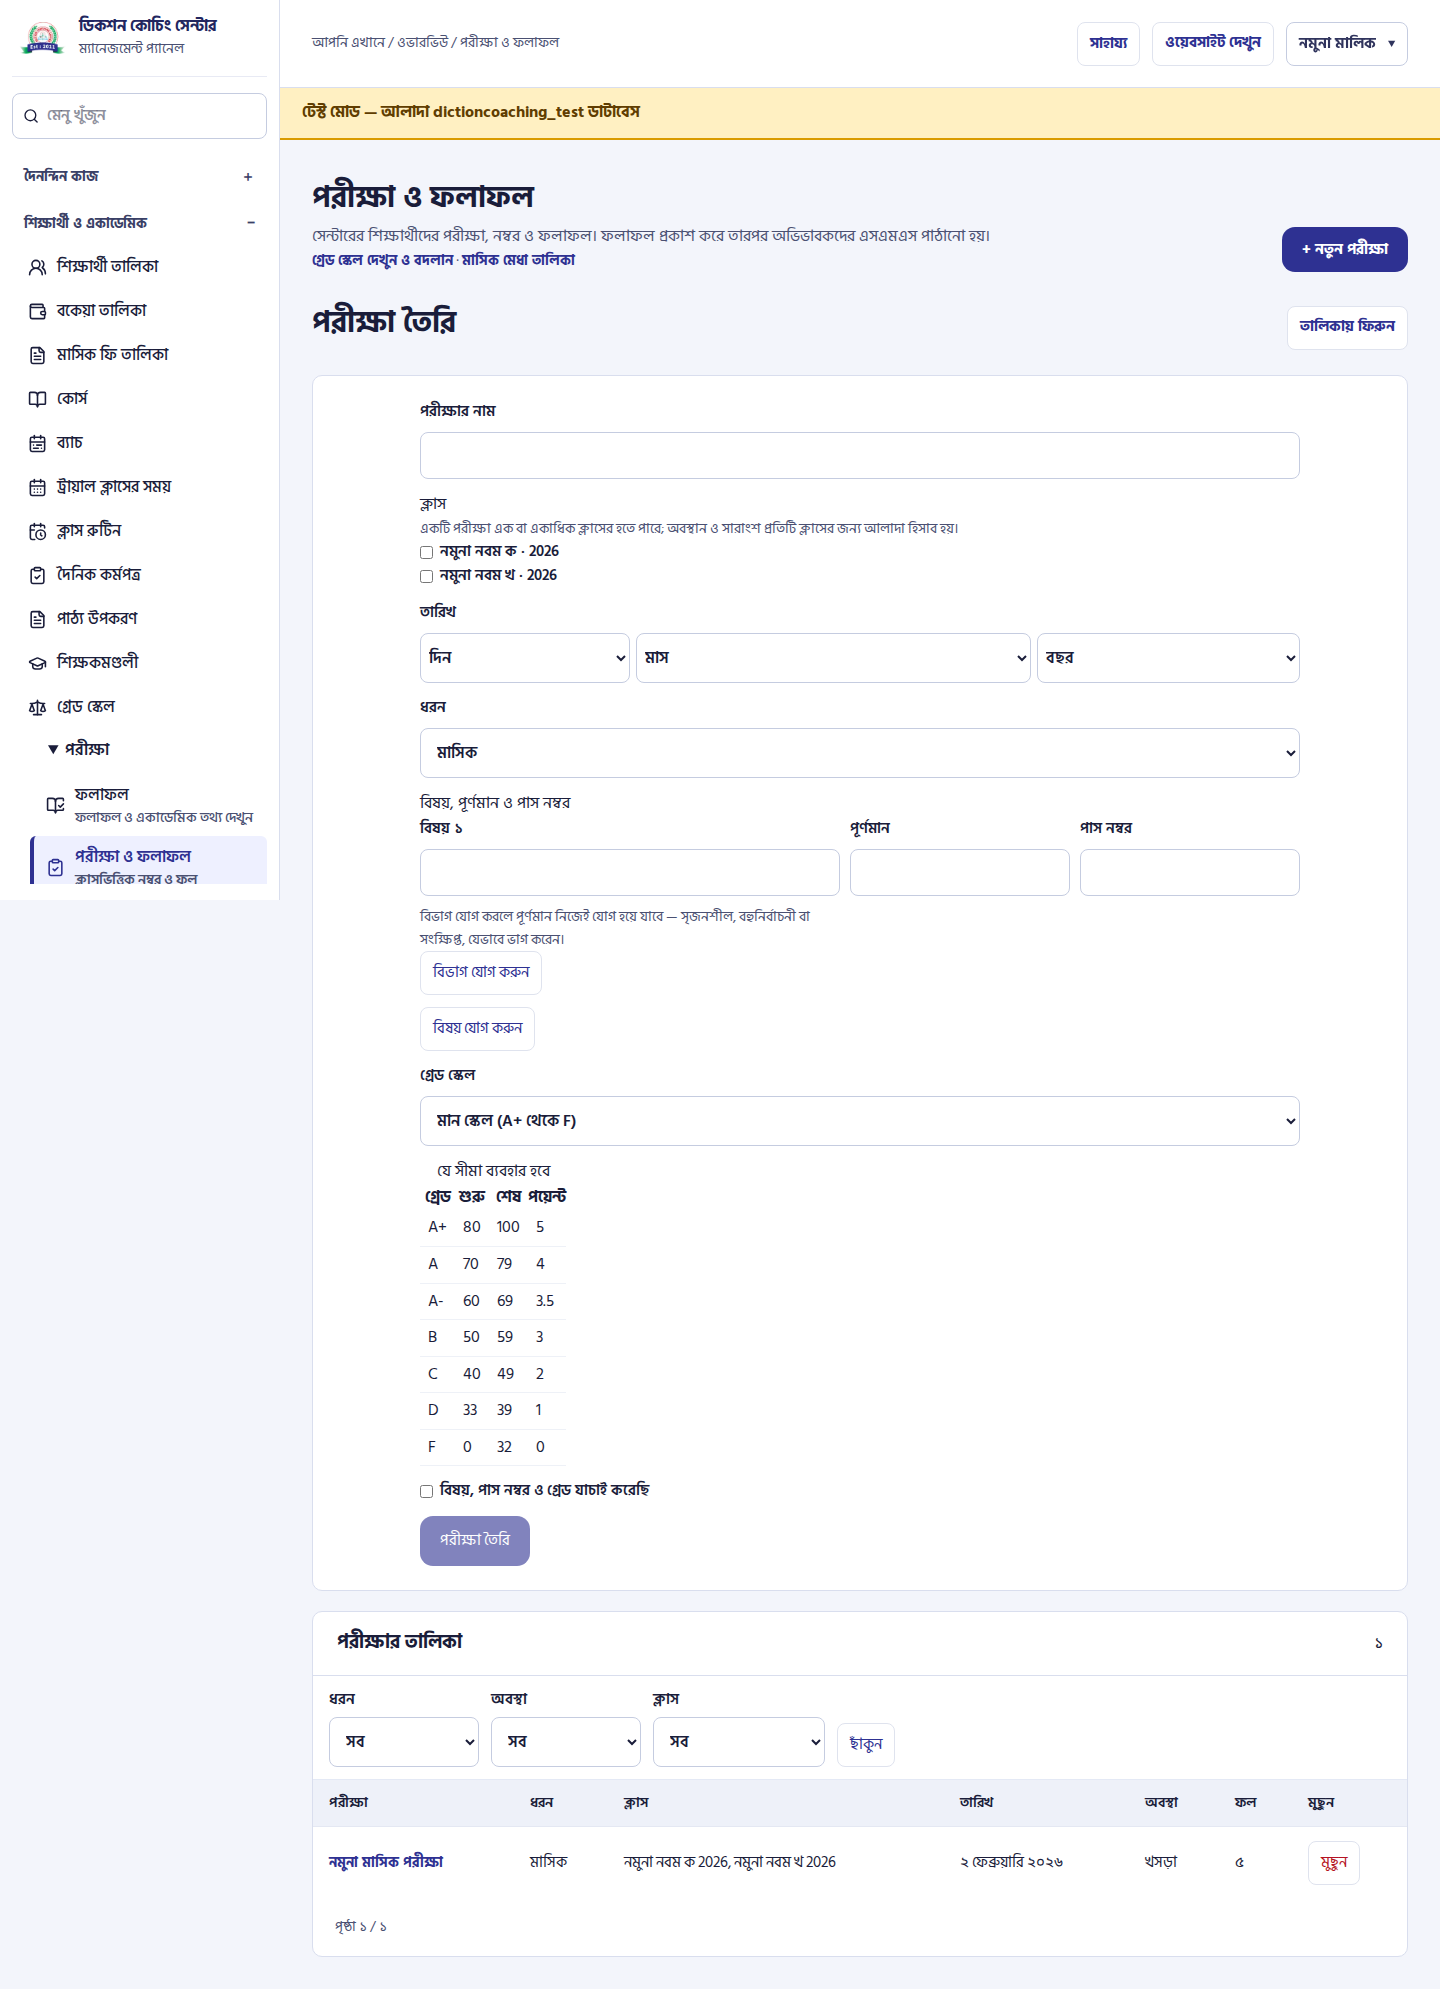 ডিকশন কোচিং সেন্টার
ম্যানেজমেন্ট প্যানেল
Est : 2011
মেনু খুঁজুন
দৈনন্দিন কাজ +
শিক্ষার্থী ও একাডেমিক −
শিক্ষার্থী তালিকা
বকেয়া তালিকা
মাসিক ফি তালিকা
কোর্স
ব্যাচ
ট্রায়াল ক্লাসের সময়
ক্লাস রুটিন
দৈনিক কর্মপত্র
পাঠ্য উপকরণ
শিক্ষকমণ্ডলী
গ্রেড স্কেল
▼ পরীক্ষা
ফলাফল
ফলাফল ও একাডেমিক তথ্য দেখুন
পরীক্ষা ও ফলাফল
ক্লাসভিত্তিক নম্বর ও ফল
আপনি এখানে / ওভারভিউ / পরীক্ষা ও ফলাফল
সাহায্য
ওয়েবসাইট দেখুন
নমুনা মালিক ▾
টেস্ট মোড — আলাদা dictioncoaching_test ডাটাবেস
পরীক্ষা ও ফলাফল
সেন্টারের শিক্ষার্থীদের পরীক্ষা, নম্বর ও ফলাফল। ফলাফল প্রকাশ করে তারপর অভিভাবকদের এসএমএস পাঠানো হয়।
গ্রেড স্কেল দেখুন ও বদলান · মাসিক মেধা তালিকা
+ নতুন পরীক্ষা
পরীক্ষা তৈরি
তালিকায় ফিরুন
পরীক্ষার নাম
ক্লাস
একটি পরীক্ষা এক বা একাধিক ক্লাসের হতে পারে; অবস্থান ও সারাংশ প্রতিটি ক্লাসের জন্য আলাদা হিসাব হয়।
নমুনা নবম ক · 2026
নমুনা নবম খ · 2026
তারিখ
দিন মাস বছর
ধরন
মাসিক
বিষয়, পূর্ণমান ও পাস নম্বর
বিষয় ১ পূর্ণমান পাস নম্বর
বিভাগ যোগ করলে পূর্ণমান নিজেই যোগ হয়ে যাবে — সৃজনশীল, বহুনির্বাচনী বা
সংক্ষিপ্ত, যেভাবে ভাগ করেন।
বিভাগ যোগ করুন
বিষয় যোগ করুন
গ্রেড স্কেল
মান স্কেল (A+ থেকে F)
যে সীমা ব্যবহার হবে
গ্রেড শুরু শেষ পয়েন্ট
A+ 80 100 5
A 70 79 4
A- 60 69 3.5
B 50 59 3
C 40 49 2
D 33 39 1
F 0 32 0
বিষয়, পাস নম্বর ও গ্রেড যাচাই করেছি
পরীক্ষা তৈরি
পরীক্ষার তালিকা ১
ধরন অবস্থা ক্লাস
সব সব সব ছাঁকুন
পরীক্ষা ধরন ক্লাস তারিখ অবস্থা ফল মুছুন
নমুনা মাসিক পরীক্ষা মাসিক নমুনা নবম ক 2026, নমুনা নবম খ 2026 ২ ফেব্রুয়ারি ২০২৬ খসড়া ৫ মুছুন
পৃষ্ঠা ১ / ১